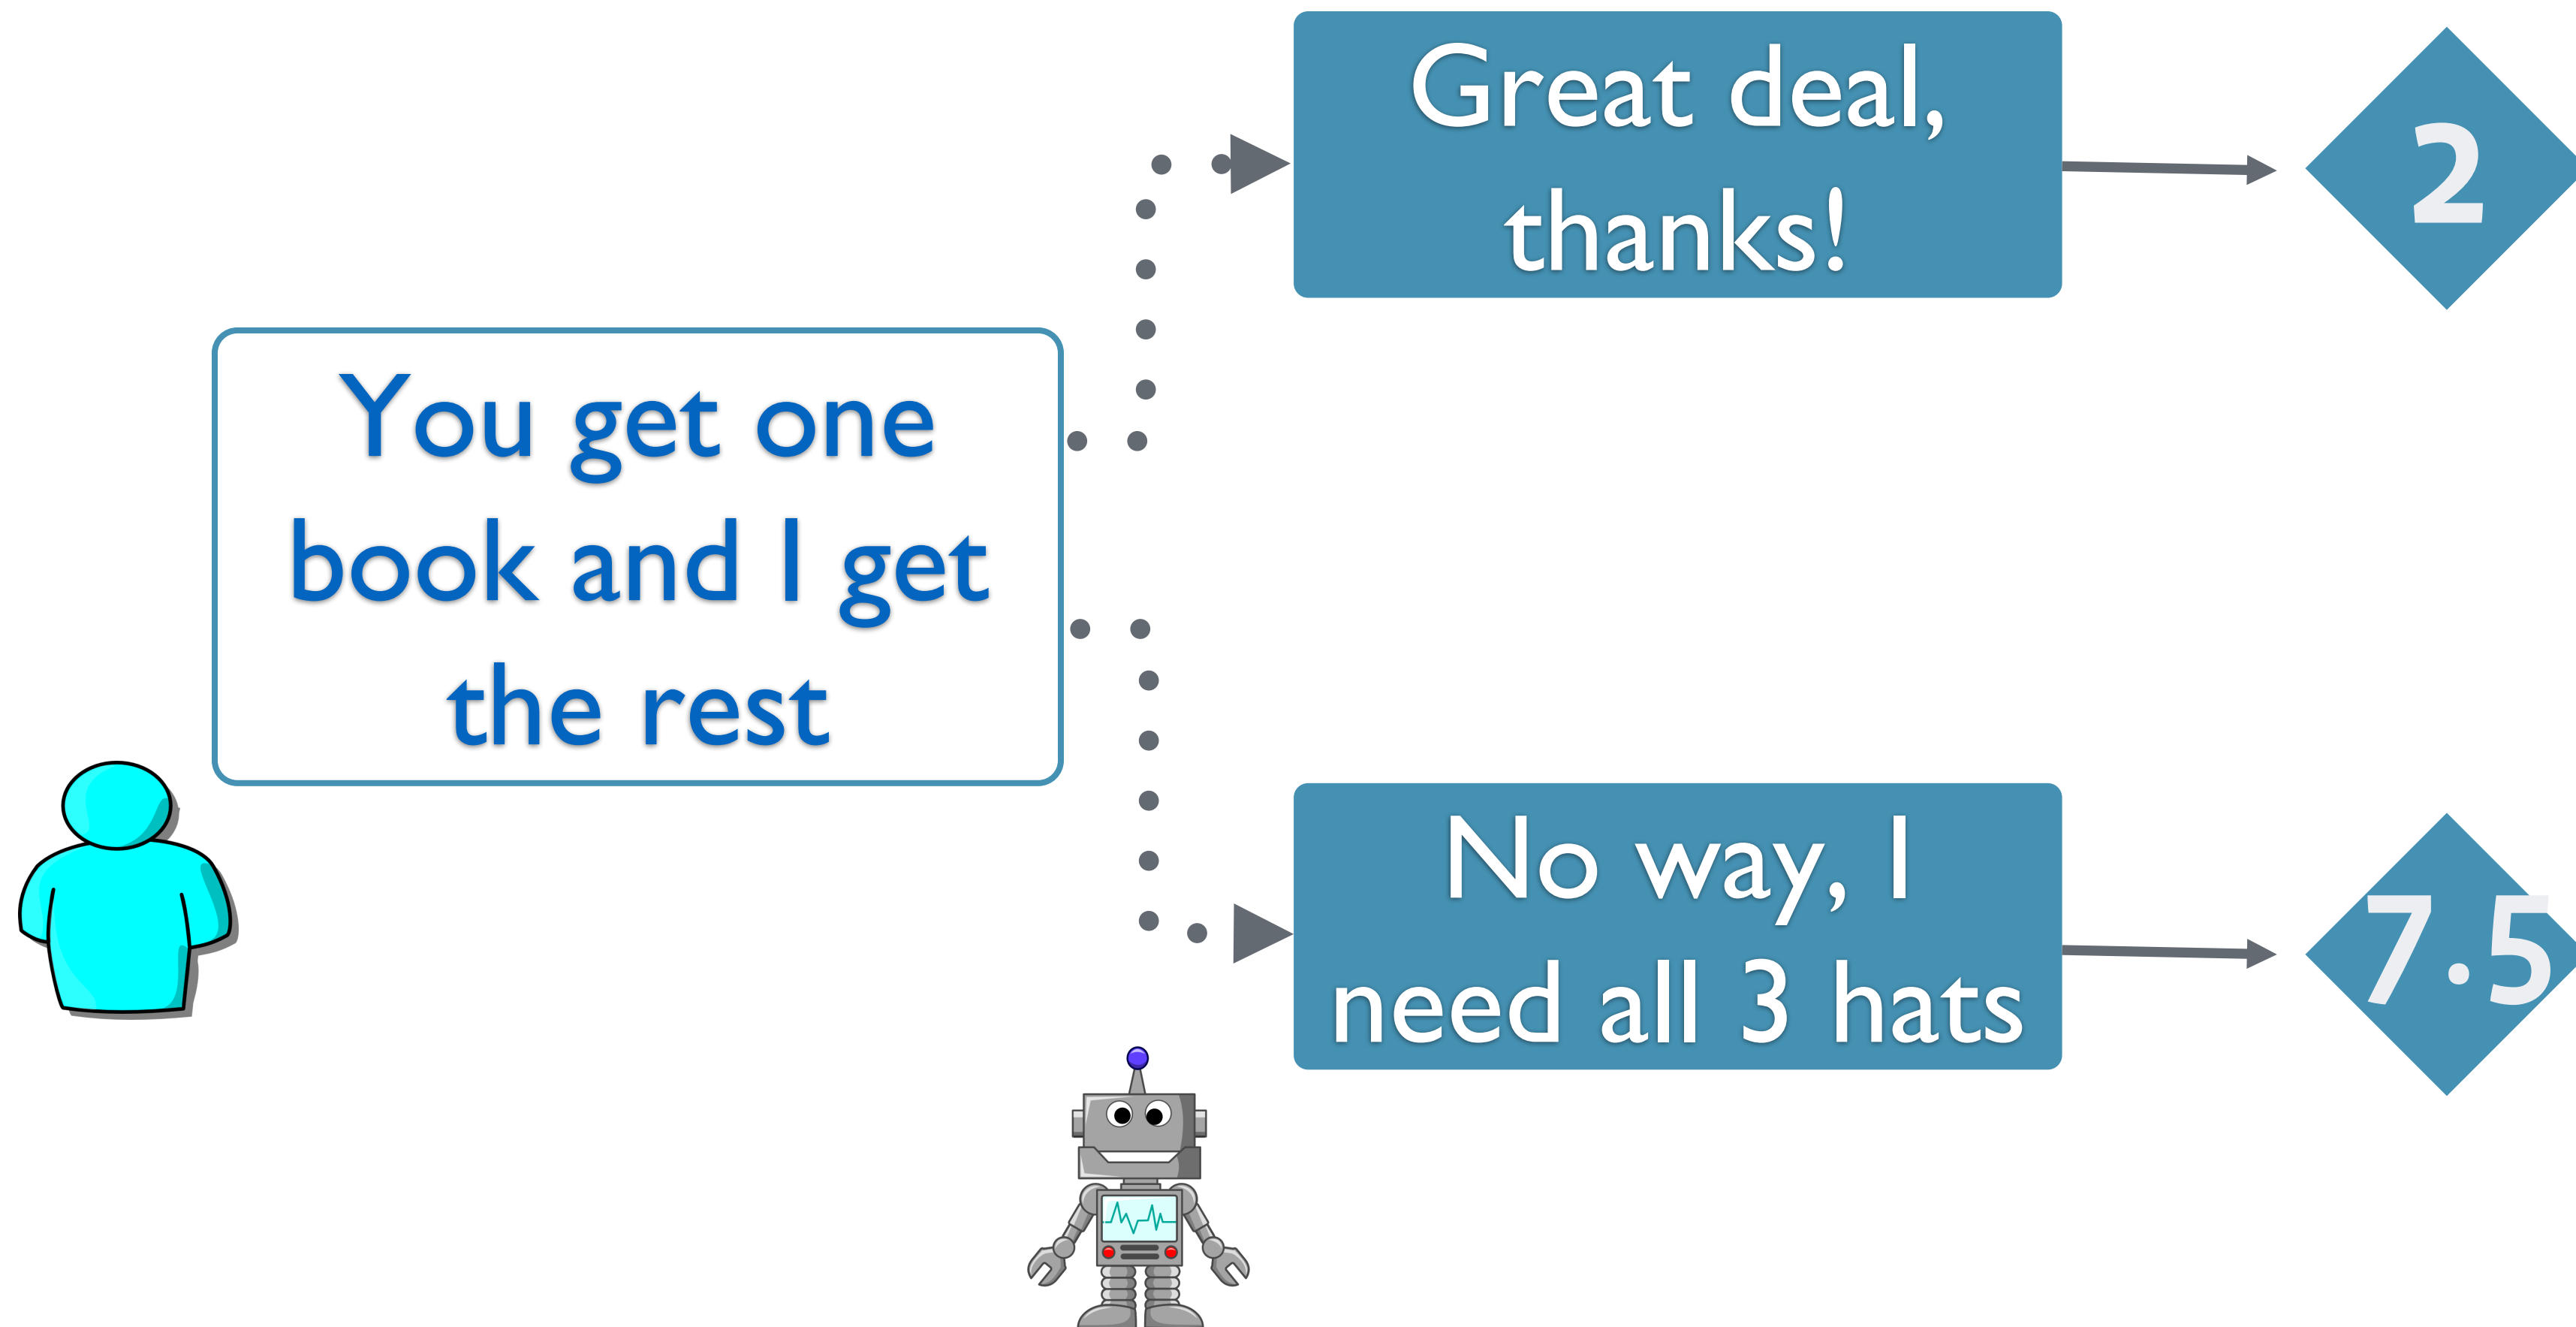 Great deal,
thanks!
2
You get one
book and I get
the rest
No way, I
need all 3 hats
7.5